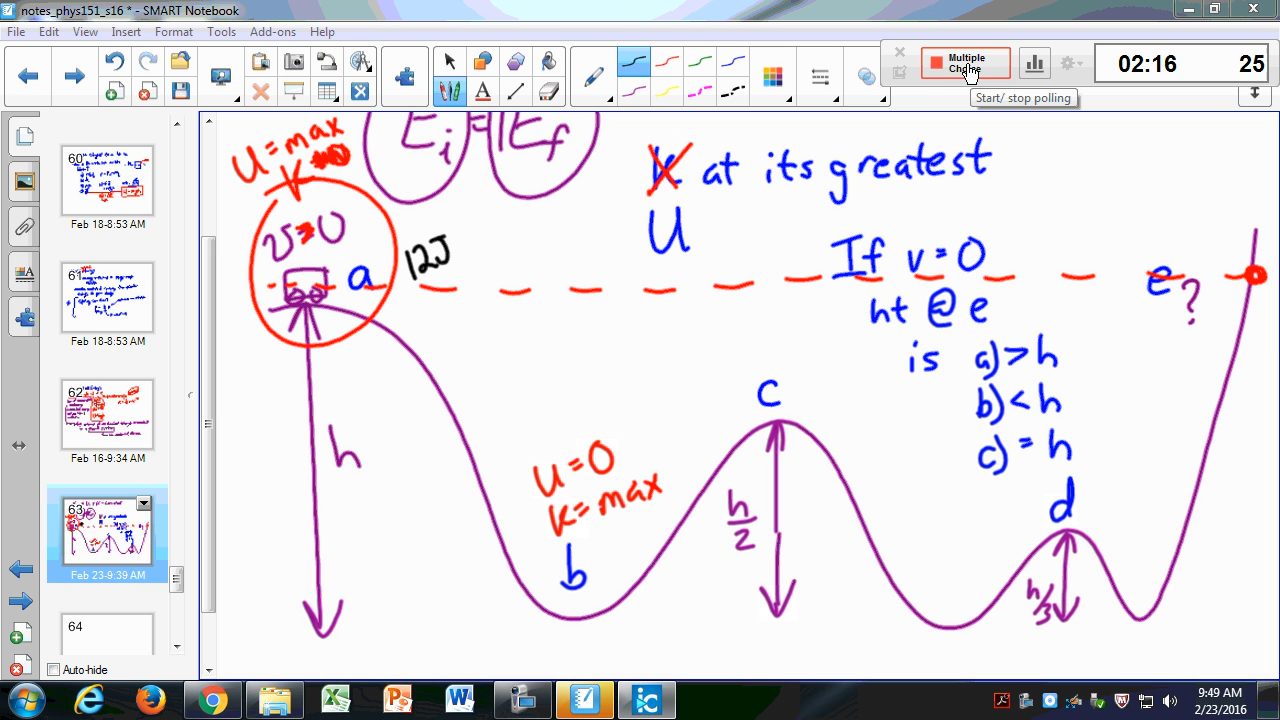 notes_phys151_s16 * - SMART Notebook
File Edit View Insert Format Tools Add-ons Help
Multiple
Choice
02:16 25
Start/ stop polling
60
Feb 18-8:53 AM
61
Feb 18-8:53 AM
62
Feb 16-9:34 AM
63
Feb 23-9:39 AM
64
Auto-hide
Ei = Ef
U = max
K
v = 0
a
12J
K at its greatest
U
If v = 0
ht @ e
is a) > h
b) < h
c) = h
e
?
h
U = 0
K = max
b
c
h/2
d
h/3
9:49 AM
2/23/2016